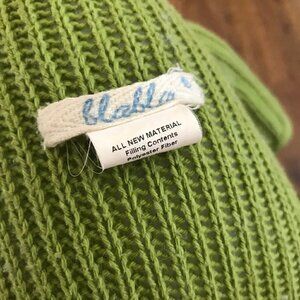 blabla
ALL NEW MATERIAL
Filling Contents
Polyester Fiber